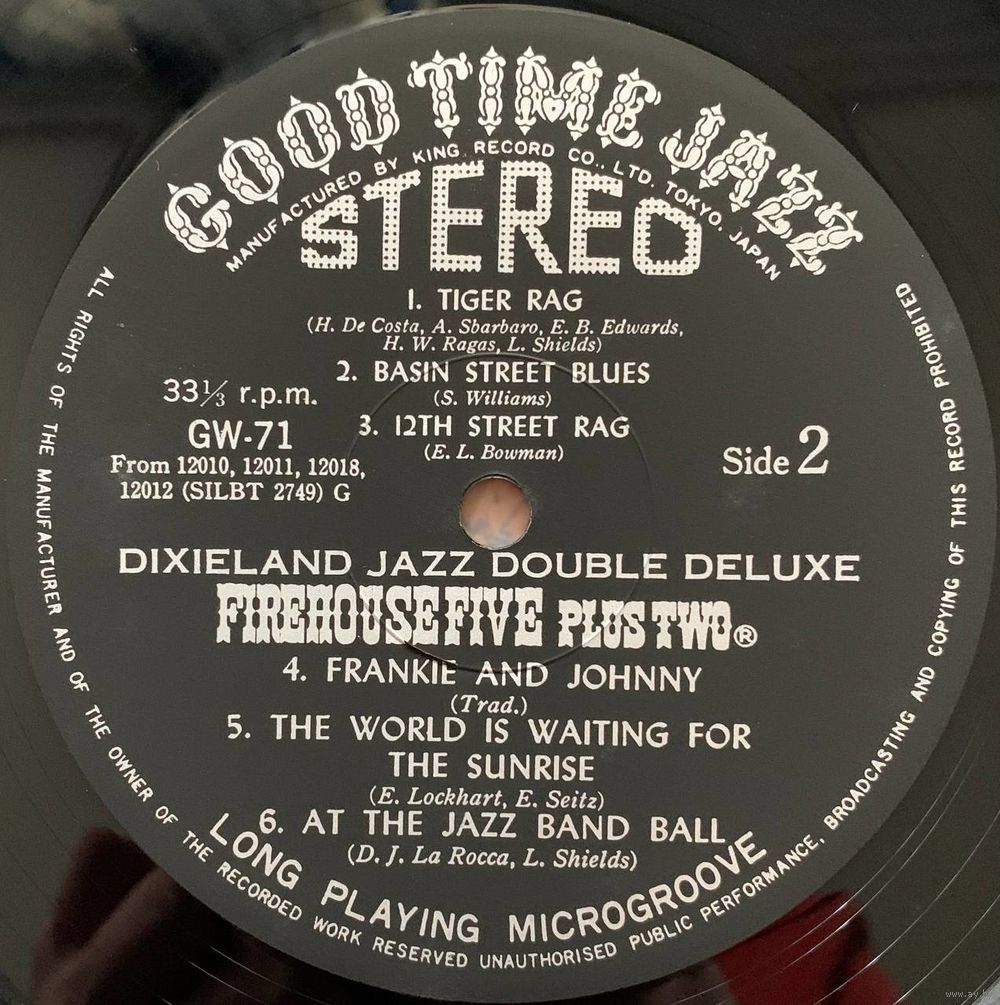 GOOD TIME JAZZ
MANUFACTURED BY KING RECORD CO., LTD. TOKYO, JAPAN
STEREO
1. TIGER RAG
(H. De Costa, A. Sbarbaro, E. B. Edwards,
H. W. Ragas, L. Shields)
2. BASIN STREET BLUES
(S. Williams)
3. 12TH STREET RAG
(E. L. Bowman)
33⅓ r.p.m.
GW-71
From 12010, 12011, 12018,
12012 (SILBT 2749) G
Side 2
DIXIELAND JAZZ DOUBLE DELUXE
FIREHOUSE FIVE PLUS TWO®
4. FRANKIE AND JOHNNY
(Trad.)
5. THE WORLD IS WAITING FOR
THE SUNRISE
(E. Lockhart, E. Seitz)
6. AT THE JAZZ BAND BALL
(D. J. La Rocca, L. Shields)
LONG PLAYING MICROGROOVE
ALL RIGHTS OF THE MANUFACTURER AND OF THE OWNER OF THE RECORDED WORK RESERVED UNAUTHORISED PUBLIC PERFORMANCE, BROADCASTING AND COPYING OF THIS RECORD PROHIBITED